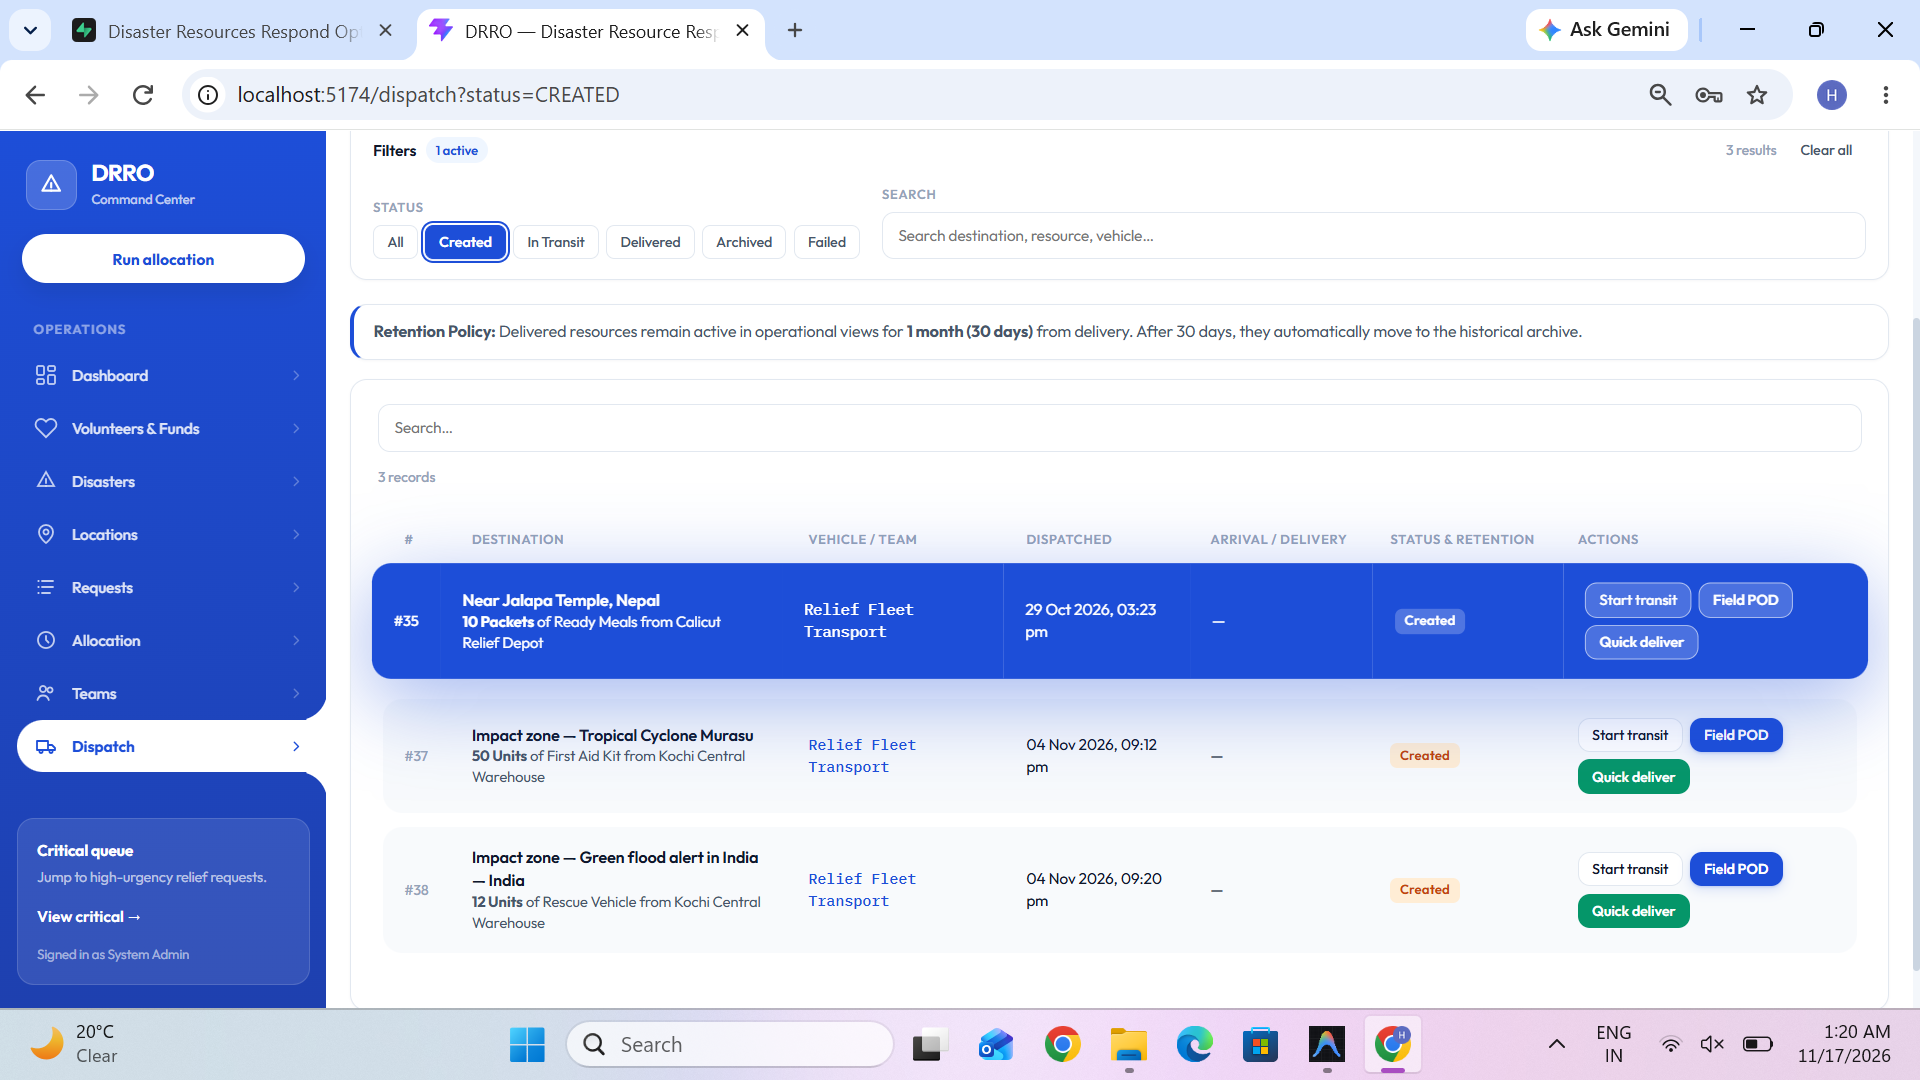 Disaster Resources Respond Op
DRRO — Disaster Resource Resp
Ask Gemini
localhost:5174/dispatch?status=CREATED
H
DRRO
Command Center
Run allocation
OPERATIONS
Dashboard
Volunteers & Funds
Disasters
Locations
Requests
Allocation
Teams
Dispatch
Critical queue
Jump to high-urgency relief requests.
View critical →
Signed in as System Admin
Filters
1 active
3 results
Clear all
STATUS
All
Created
In Transit
Delivered
Archived
Failed
SEARCH
Search destination, resource, vehicle...
Retention Policy: Delivered resources remain active in operational views for 1 month (30 days) from delivery. After 30 days, they automatically move to the historical archive.
Search...
3 records
# DESTINATION VEHICLE / TEAM DISPATCHED ARRIVAL / DELIVERY STATUS & RETENTION ACTIONS
#35
Near Jalapa Temple, Nepal
10 Packets of Ready Meals from Calicut
Relief Depot
Relief Fleet
Transport
29 Oct 2026, 03:23
pm
—
Created
Start transit
Field POD
Quick deliver
#37
Impact zone — Tropical Cyclone Murasu
50 Units of First Aid Kit from Kochi Central
Warehouse
Relief Fleet
Transport
04 Nov 2026, 09:12
pm
—
Created
Start transit
Field POD
Quick deliver
#38
Impact zone — Green flood alert in India
— India
12 Units of Rescue Vehicle from Kochi Central
Warehouse
Relief Fleet
Transport
04 Nov 2026, 09:20
pm
—
Created
Start transit
Field POD
Quick deliver
20°C
Clear
Search
H
ENG
IN
1:20 AM
11/17/2026